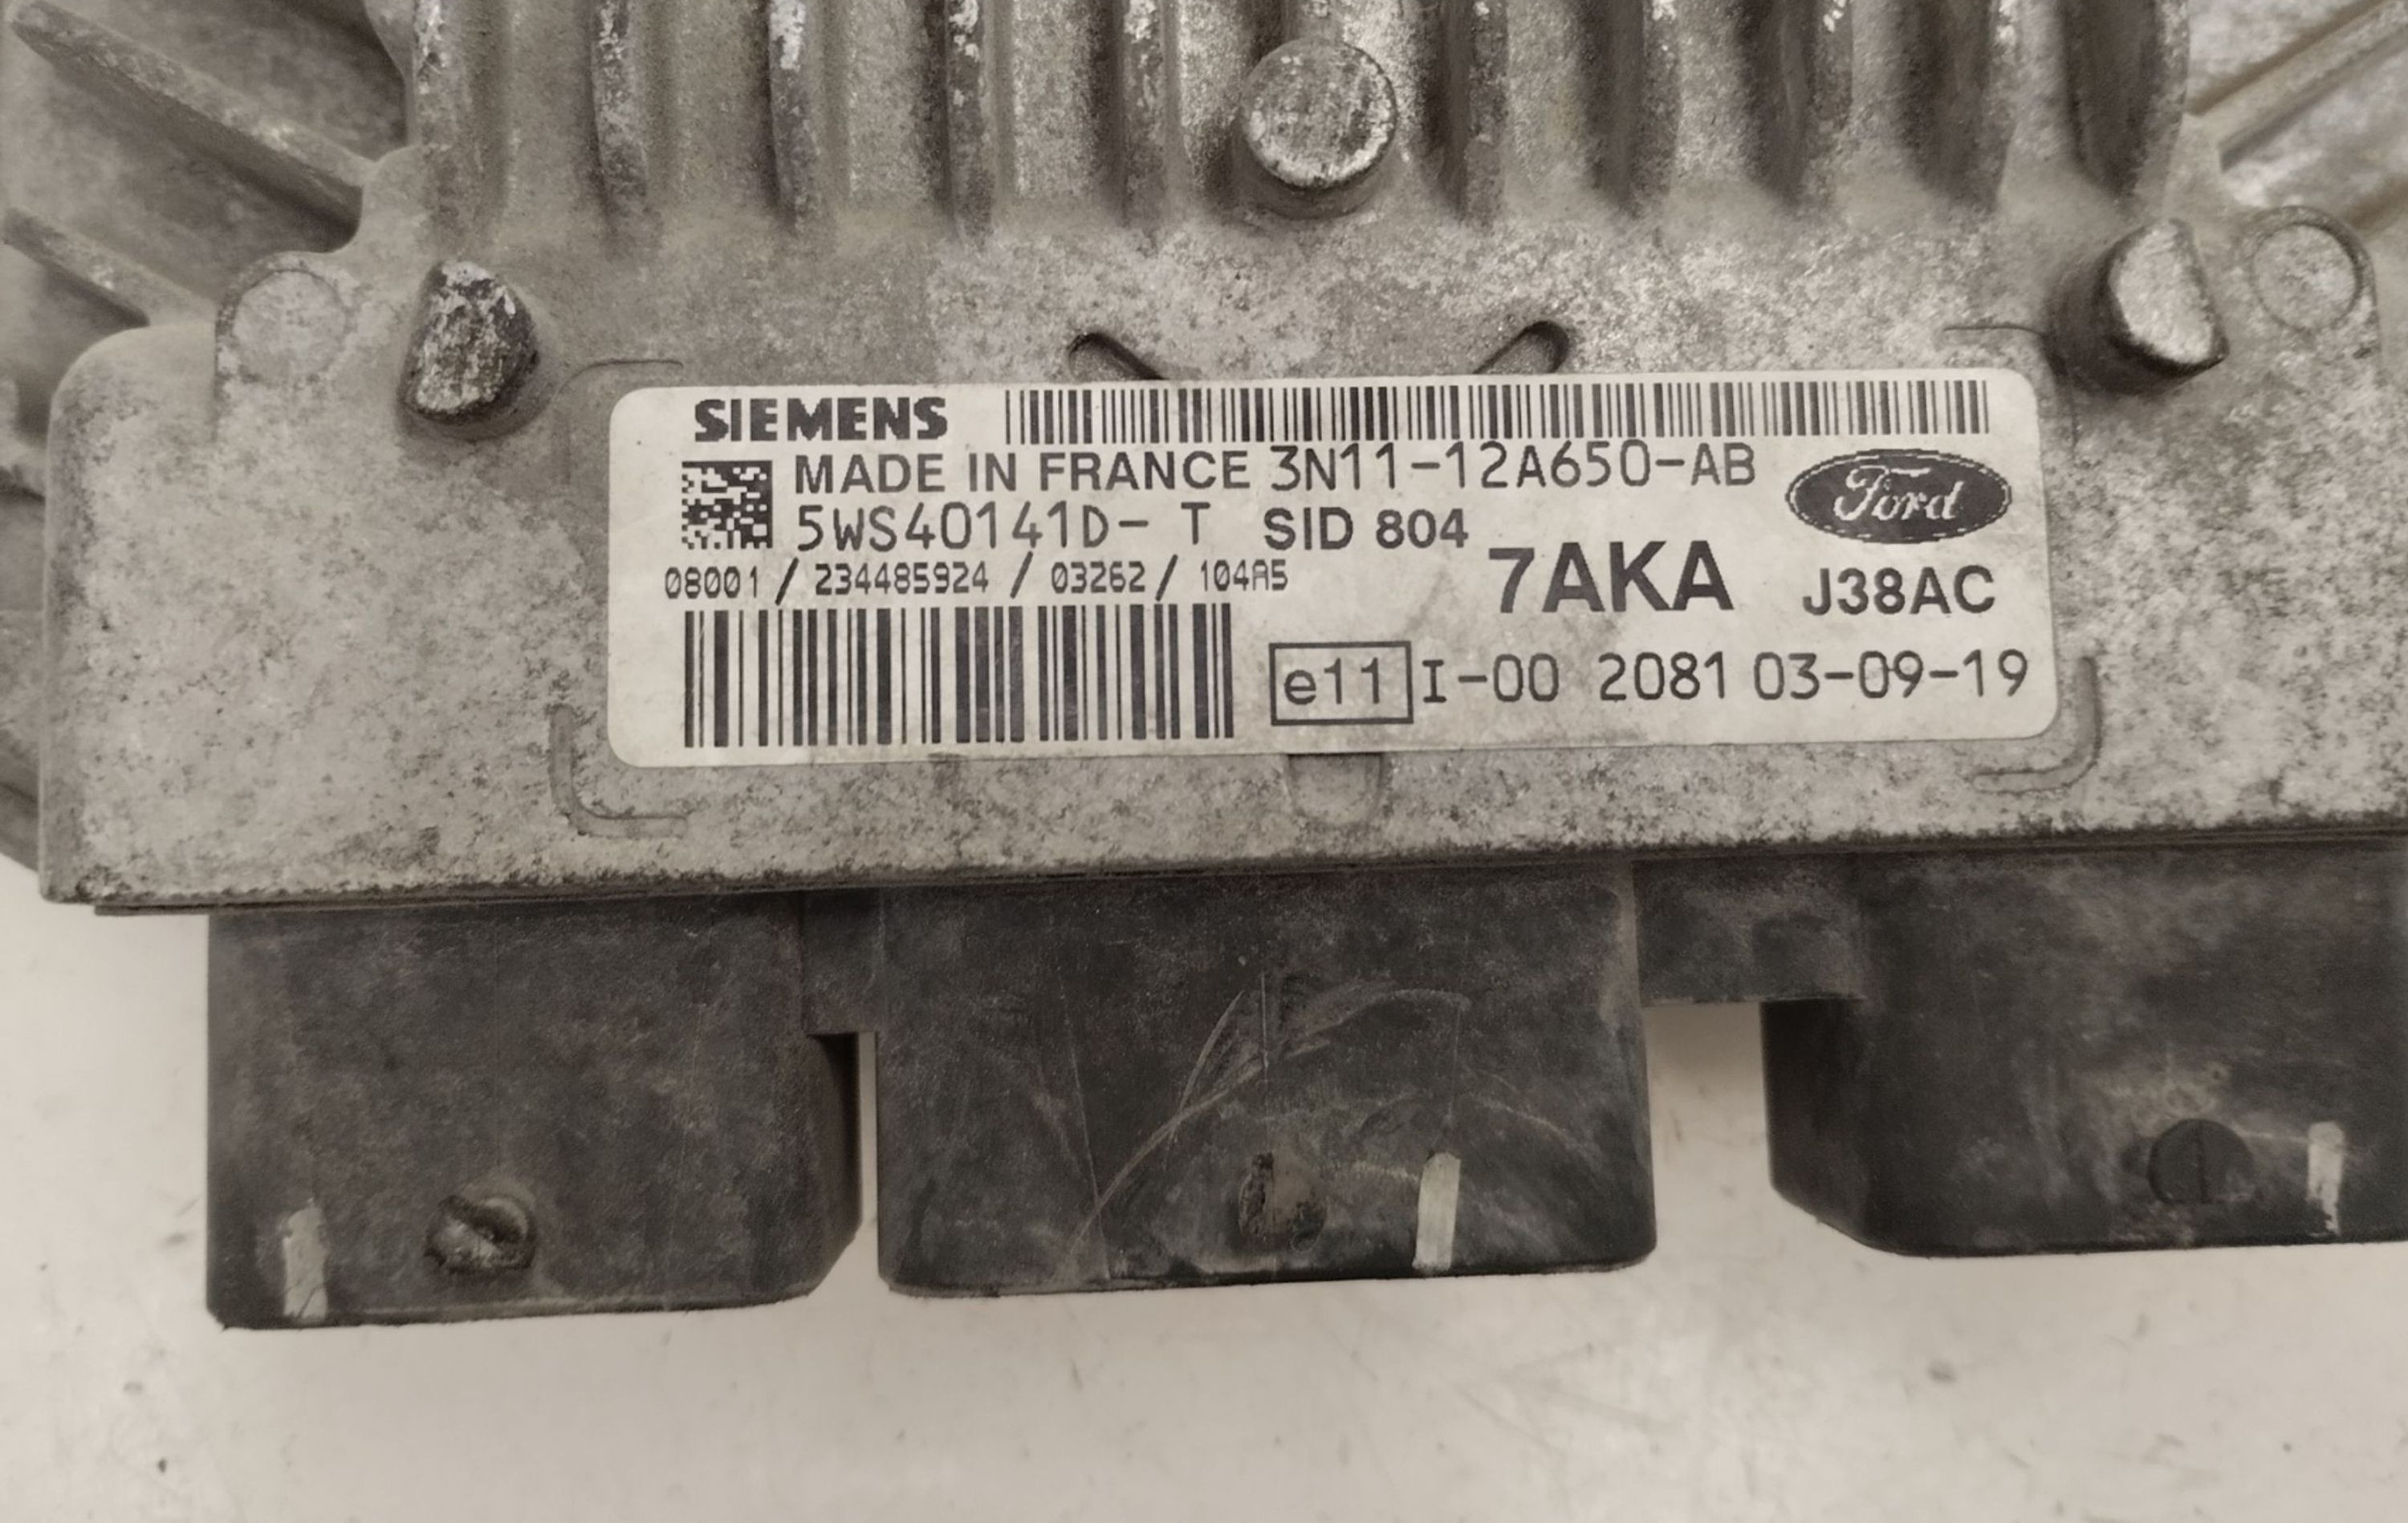 SIEMENS
MADE IN FRANCE 3N11-12A650-AB
Ford
5WS40141D- T SID 804
08001 / 234485924 / 03262 / 104A5
7AKA J38AC
e11 I-00 2081 03-09-19